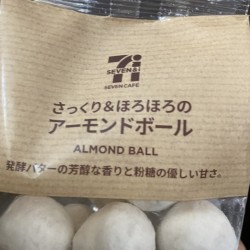 7i
SEVEN&i
SEVEN CAFÉ
さっくり&ほろほろの
アーモンドボール
ALMOND BALL
発酵バターの芳醇な香りと粉糖の優しい甘さ。